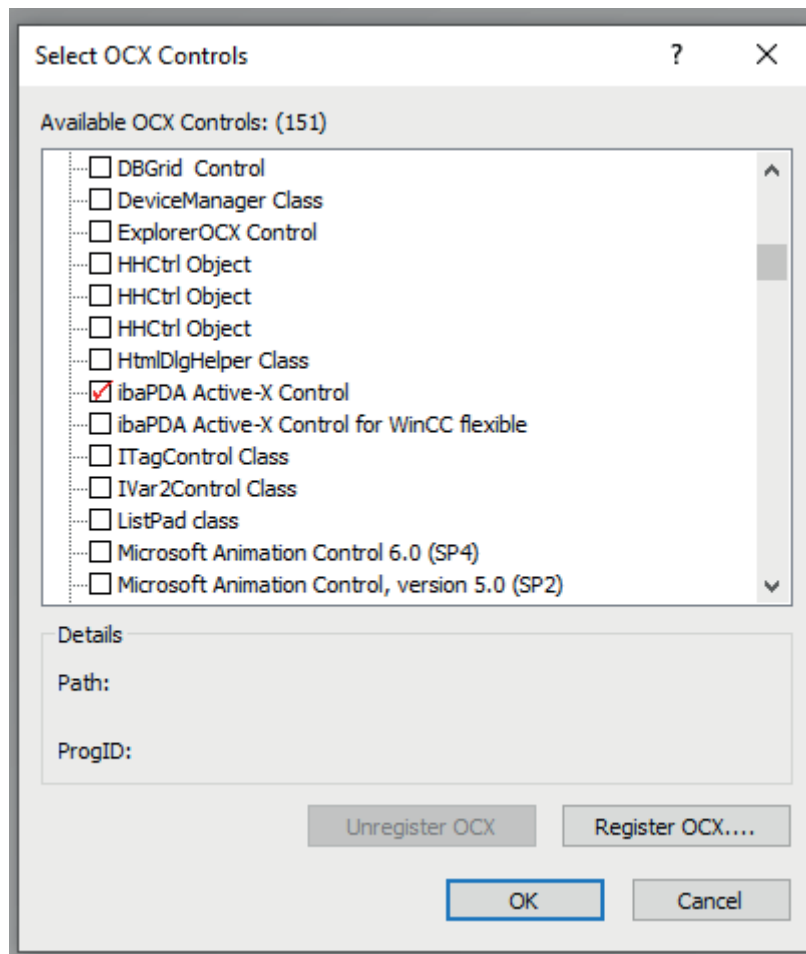 Select OCX Controls
?
Available OCX Controls: (151)
DBGrid  Control
DeviceManager Class
ExplorerOCX Control
HHCtrl Object
HHCtrl Object
HHCtrl Object
HtmlDlgHelper Class
ibaPDA Active-X Control
ibaPDA Active-X Control for WinCC flexible
ITagControl Class
IVar2Control Class
ListPad class
Microsoft Animation Control 6.0 (SP4)
Microsoft Animation Control, version 5.0 (SP2)
Details
Path:
ProgID:
Unregister OCX
Register OCX....
OK
Cancel